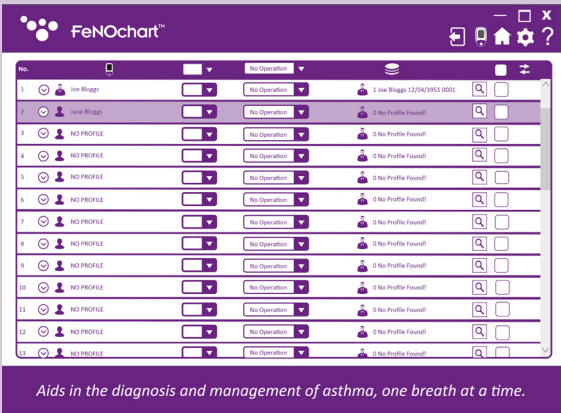 FeNOchart™
No. No Operation
1 Joe Bloggs No Operation 1 Joe Bloggs 12/04/1951 0001
2 Jane Bloggs No Operation 0 No Profile Found!
3 NO PROFILE No Operation 0 No Profile Found!
4 NO PROFILE No Operation 0 No Profile Found!
5 NO PROFILE No Operation 0 No Profile Found!
6 NO PROFILE No Operation 0 No Profile Found!
7 NO PROFILE No Operation 0 No Profile Found!
8 NO PROFILE No Operation 0 No Profile Found!
9 NO PROFILE No Operation 0 No Profile Found!
10 NO PROFILE No Operation 0 No Profile Found!
11 NO PROFILE No Operation 0 No Profile Found!
12 NO PROFILE No Operation 0 No Profile Found!
13 NO PROFILE No Operation 0 No Profile Found!
Aids in the diagnosis and management of asthma, one breath at a time.